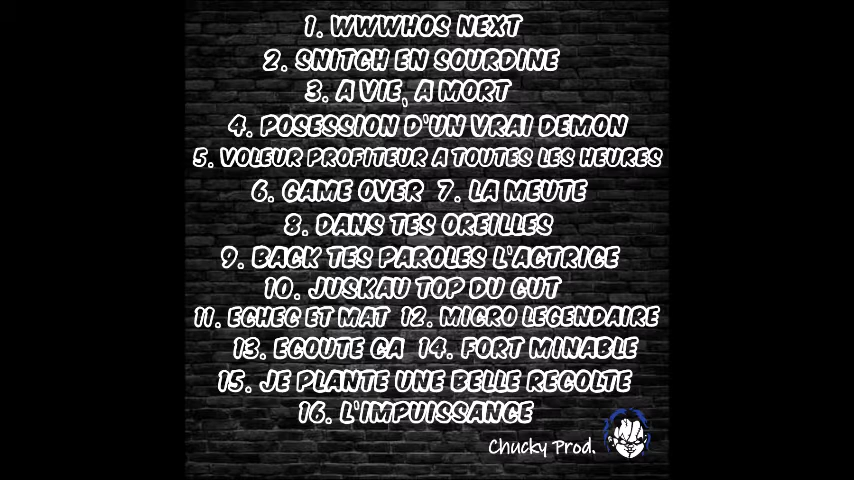 1. WWWHOS NEXT
2. SNITCH EN SOURDINE
3. A VIE, A MORT
4. POSESSION D'UN VRAI DEMON
5. VOLEUR PROFITEUR A TOUTES LES HEURES
6. GAME OVER 7. LA MEUTE
8. DANS TES OREILLES
9. BACK TES PAROLES L'ACTRICE
10. JUSKAU TOP DU CUT
11. ECHEC ET MAT 12. MICRO LEGENDAIRE
13. ECOUTE CA 14. FORT MINABLE
15. JE PLANTE UNE BELLE RECOLTE
16. L'IMPUISSANCE
Chucky Prod.